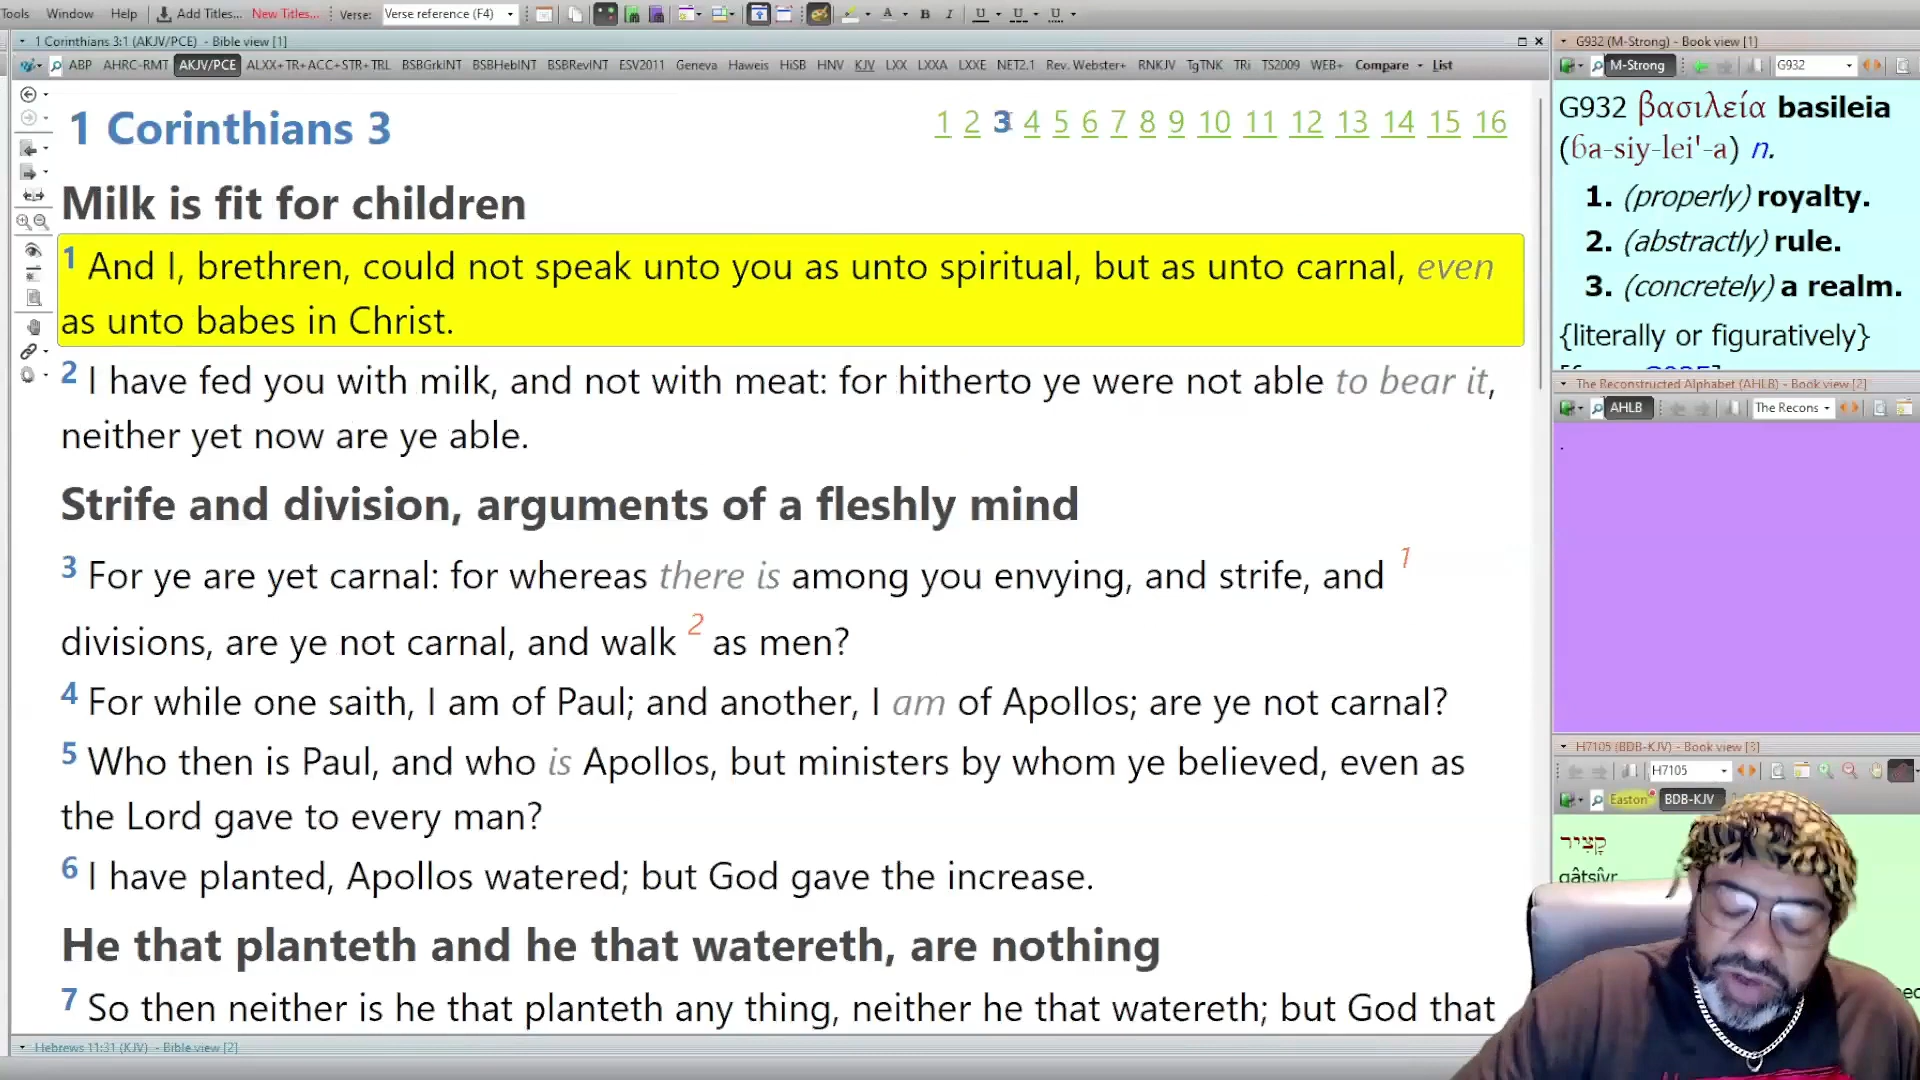 Tools Window Help Add Titles... New Titles... Verse: Verse reference (F4)
1 Corinthians 3:1 (AKJV/PCE) - Bible view [1]
ABP AHRC-RMT AKJV/PCE ALXX+TR+ACC+STR+TRL BSBGrkINT BSBHebINT BSBRevINT ESV2011 Geneva Haweis HiSB HNV KJV LXX LXXA LXXE NET2.1 Rev. Webster+ RNKJV TgTNK TRi TS2009 WEB+ Compare List
1 Corinthians 3
1 2 3 4 5 6 7 8 9 10 11 12 13 14 15 16
Milk is fit for children
1 And I, brethren, could not speak unto you as unto spiritual, but as unto carnal, even
as unto babes in Christ.
2 I have fed you with milk, and not with meat: for hitherto ye were not able to bear it,
neither yet now are ye able.
Strife and division, arguments of a fleshly mind
3 For ye are yet carnal: for whereas there is among you envying, and strife, and 1
divisions, are ye not carnal, and walk 2 as men?
4 For while one saith, I am of Paul; and another, I am of Apollos; are ye not carnal?
5 Who then is Paul, and who is Apollos, but ministers by whom ye believed, even as
the Lord gave to every man?
6 I have planted, Apollos watered; but God gave the increase.
He that planteth and he that watereth, are nothing
7 So then neither is he that planteth any thing, neither he that watereth; but God that
Hebrews 11:31 (KJV) - Bible view [2]
G932 (M-Strong) - Book view [1]
M-Strong G932
G932 βασιλεία basileia
(ba-siy-lei'-a) n.
1. (properly) royalty.
2. (abstractly) rule.
3. (concretely) a realm.
{literally or figuratively}
The Reconstructed Alphabet (AHLB) - Book view [2]
AHLB The Recons
.
H7105 (BDB-KJV) - Book view [3]
H7105
Easton BDB-KJV
קָצִיר
qâtsîyr